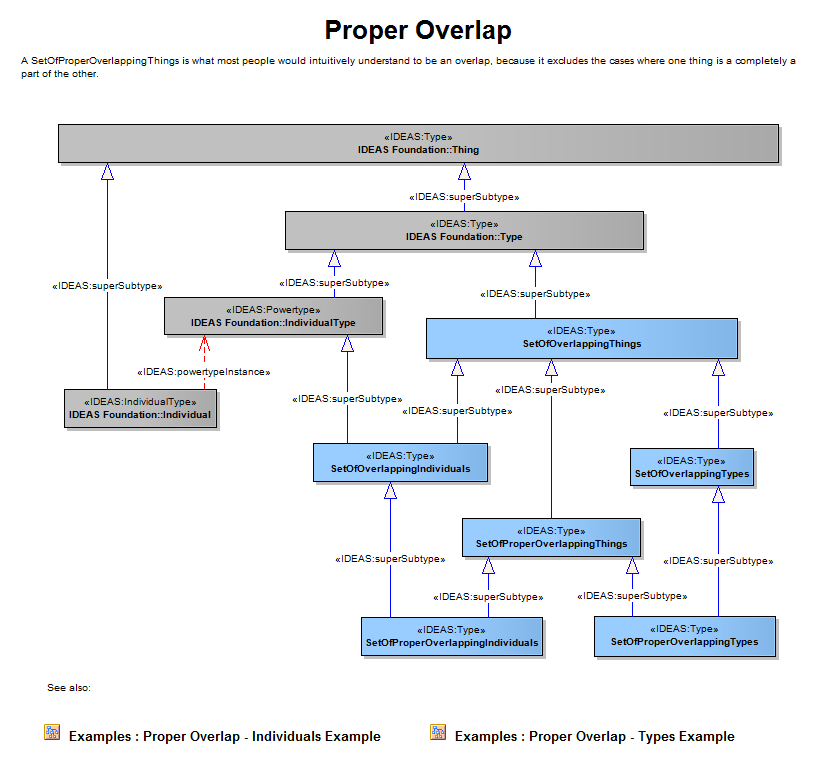 Proper Overlap
A SetOfProperOverlappingThings is what most people would intuitively understand to be an overlap, because it excludes the cases where one thing is a completely a
part of the other.
«IDEAS:Type»
IDEAS Foundation::Thing
«IDEAS:superSubtype»
«IDEAS:Type»
IDEAS Foundation::Type
«IDEAS:superSubtype»
«IDEAS:superSubtype»
«IDEAS:superSubtype»
«IDEAS:Powertype»
IDEAS Foundation::IndividualType
«IDEAS:Type»
SetOfOverlappingThings
«IDEAS:powertypeInstance»
«IDEAS:superSubtype»
«IDEAS:IndividualType»
IDEAS Foundation::Individual
«IDEAS:superSubtype»
«IDEAS:superSubtype»
«IDEAS:superSubtype»
«IDEAS:Type»
SetOfOverlappingIndividuals
«IDEAS:Type»
SetOfOverlappingTypes
«IDEAS:Type»
SetOfProperOverlappingThings
«IDEAS:superSubtype»
«IDEAS:superSubtype»
«IDEAS:superSubtype»
«IDEAS:superSubtype»
«IDEAS:Type»
SetOfProperOverlappingIndividuals
«IDEAS:Type»
SetOfProperOverlappingTypes
See also:
Examples : Proper Overlap - Individuals Example
Examples : Proper Overlap - Types Example